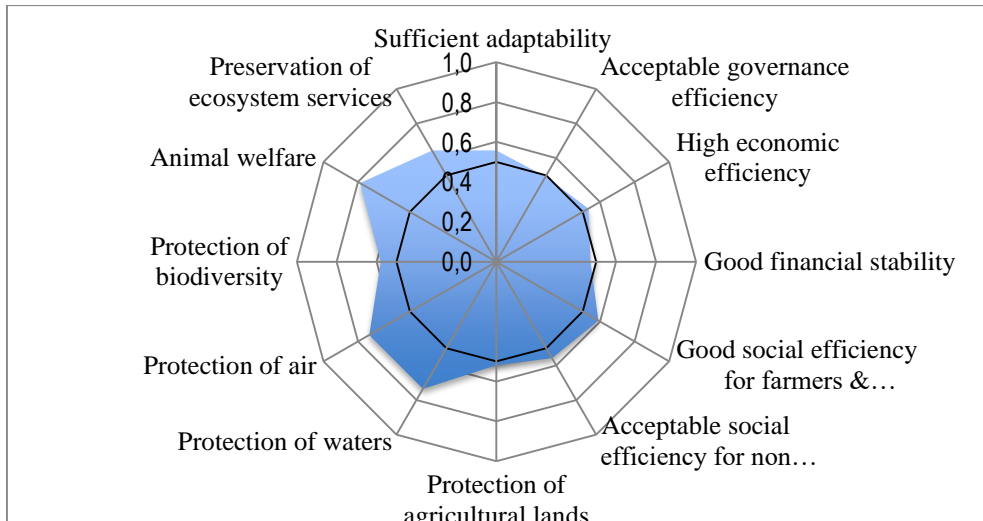 Sufficient adaptability
Acceptable governance
efficiency
High economic
efficiency
Good financial stability
Good social efficiency
for farmers &…
Acceptable social
efficiency for non…
Protection of
agricultural lands
Protection of waters
Protection of air
Protection of
biodiversity
Animal welfare
Preservation of
ecosystem services
1,0
0,8
0,6
0,4
0,2
0,0